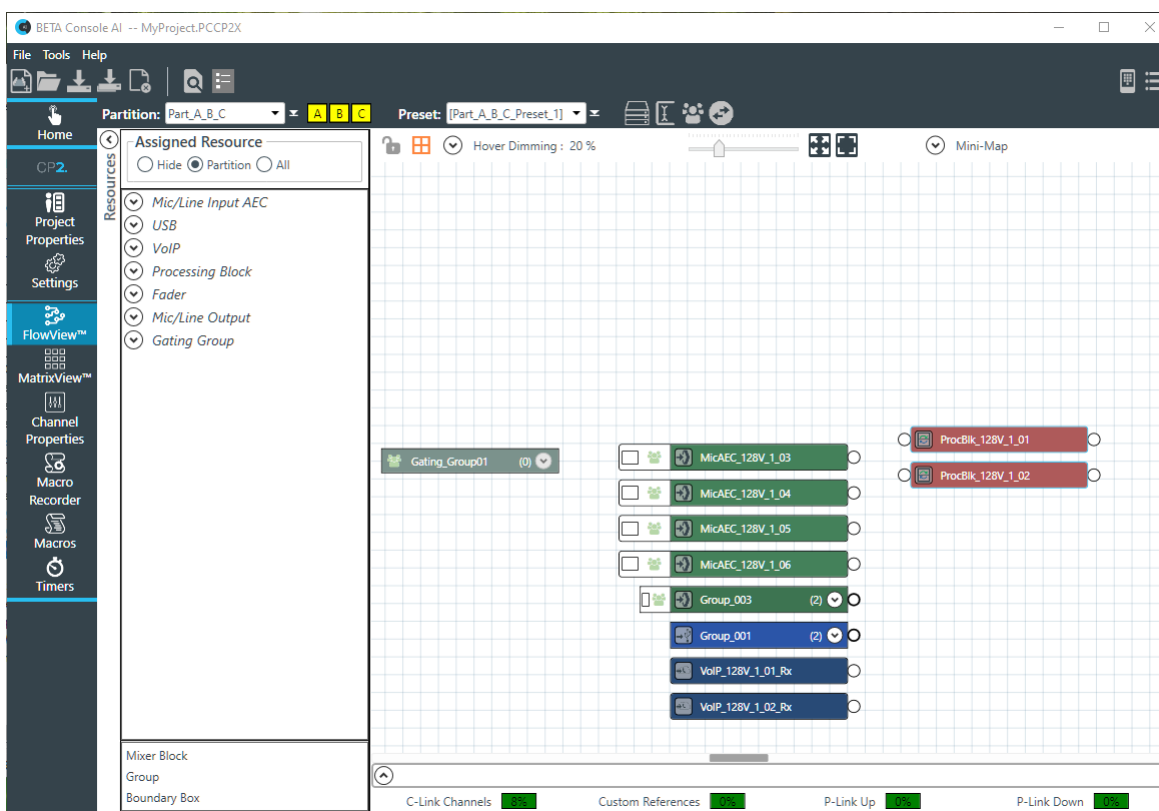 BETA Console AI -- MyProject.PCCP2X
File Tools Help
Partition: Part_A_B_C A B C Preset: [Part_A_B_C_Preset_1]
Home
CP2.
Project
Properties
Settings
FlowView™
MatrixView™
Channel
Properties
Macro
Recorder
Macros
Timers
Resources
Assigned Resource
Hide Partition All
Mic/Line Input AEC
USB
VoIP
Processing Block
Fader
Mic/Line Output
Gating Group
Mixer Block
Group
Boundary Box
Hover Dimming : 20 %
Mini-Map
Gating_Group01 (0)
MicAEC_128V_1_03
MicAEC_128V_1_04
MicAEC_128V_1_05
MicAEC_128V_1_06
Group_003 (2)
Group_001 (2)
VoIP_128V_1_01_Rx
VoIP_128V_1_02_Rx
ProcBlk_128V_1_01
ProcBlk_128V_1_02
C-Link Channels 8% Custom References 0% P-Link Up 0% P-Link Down 0%